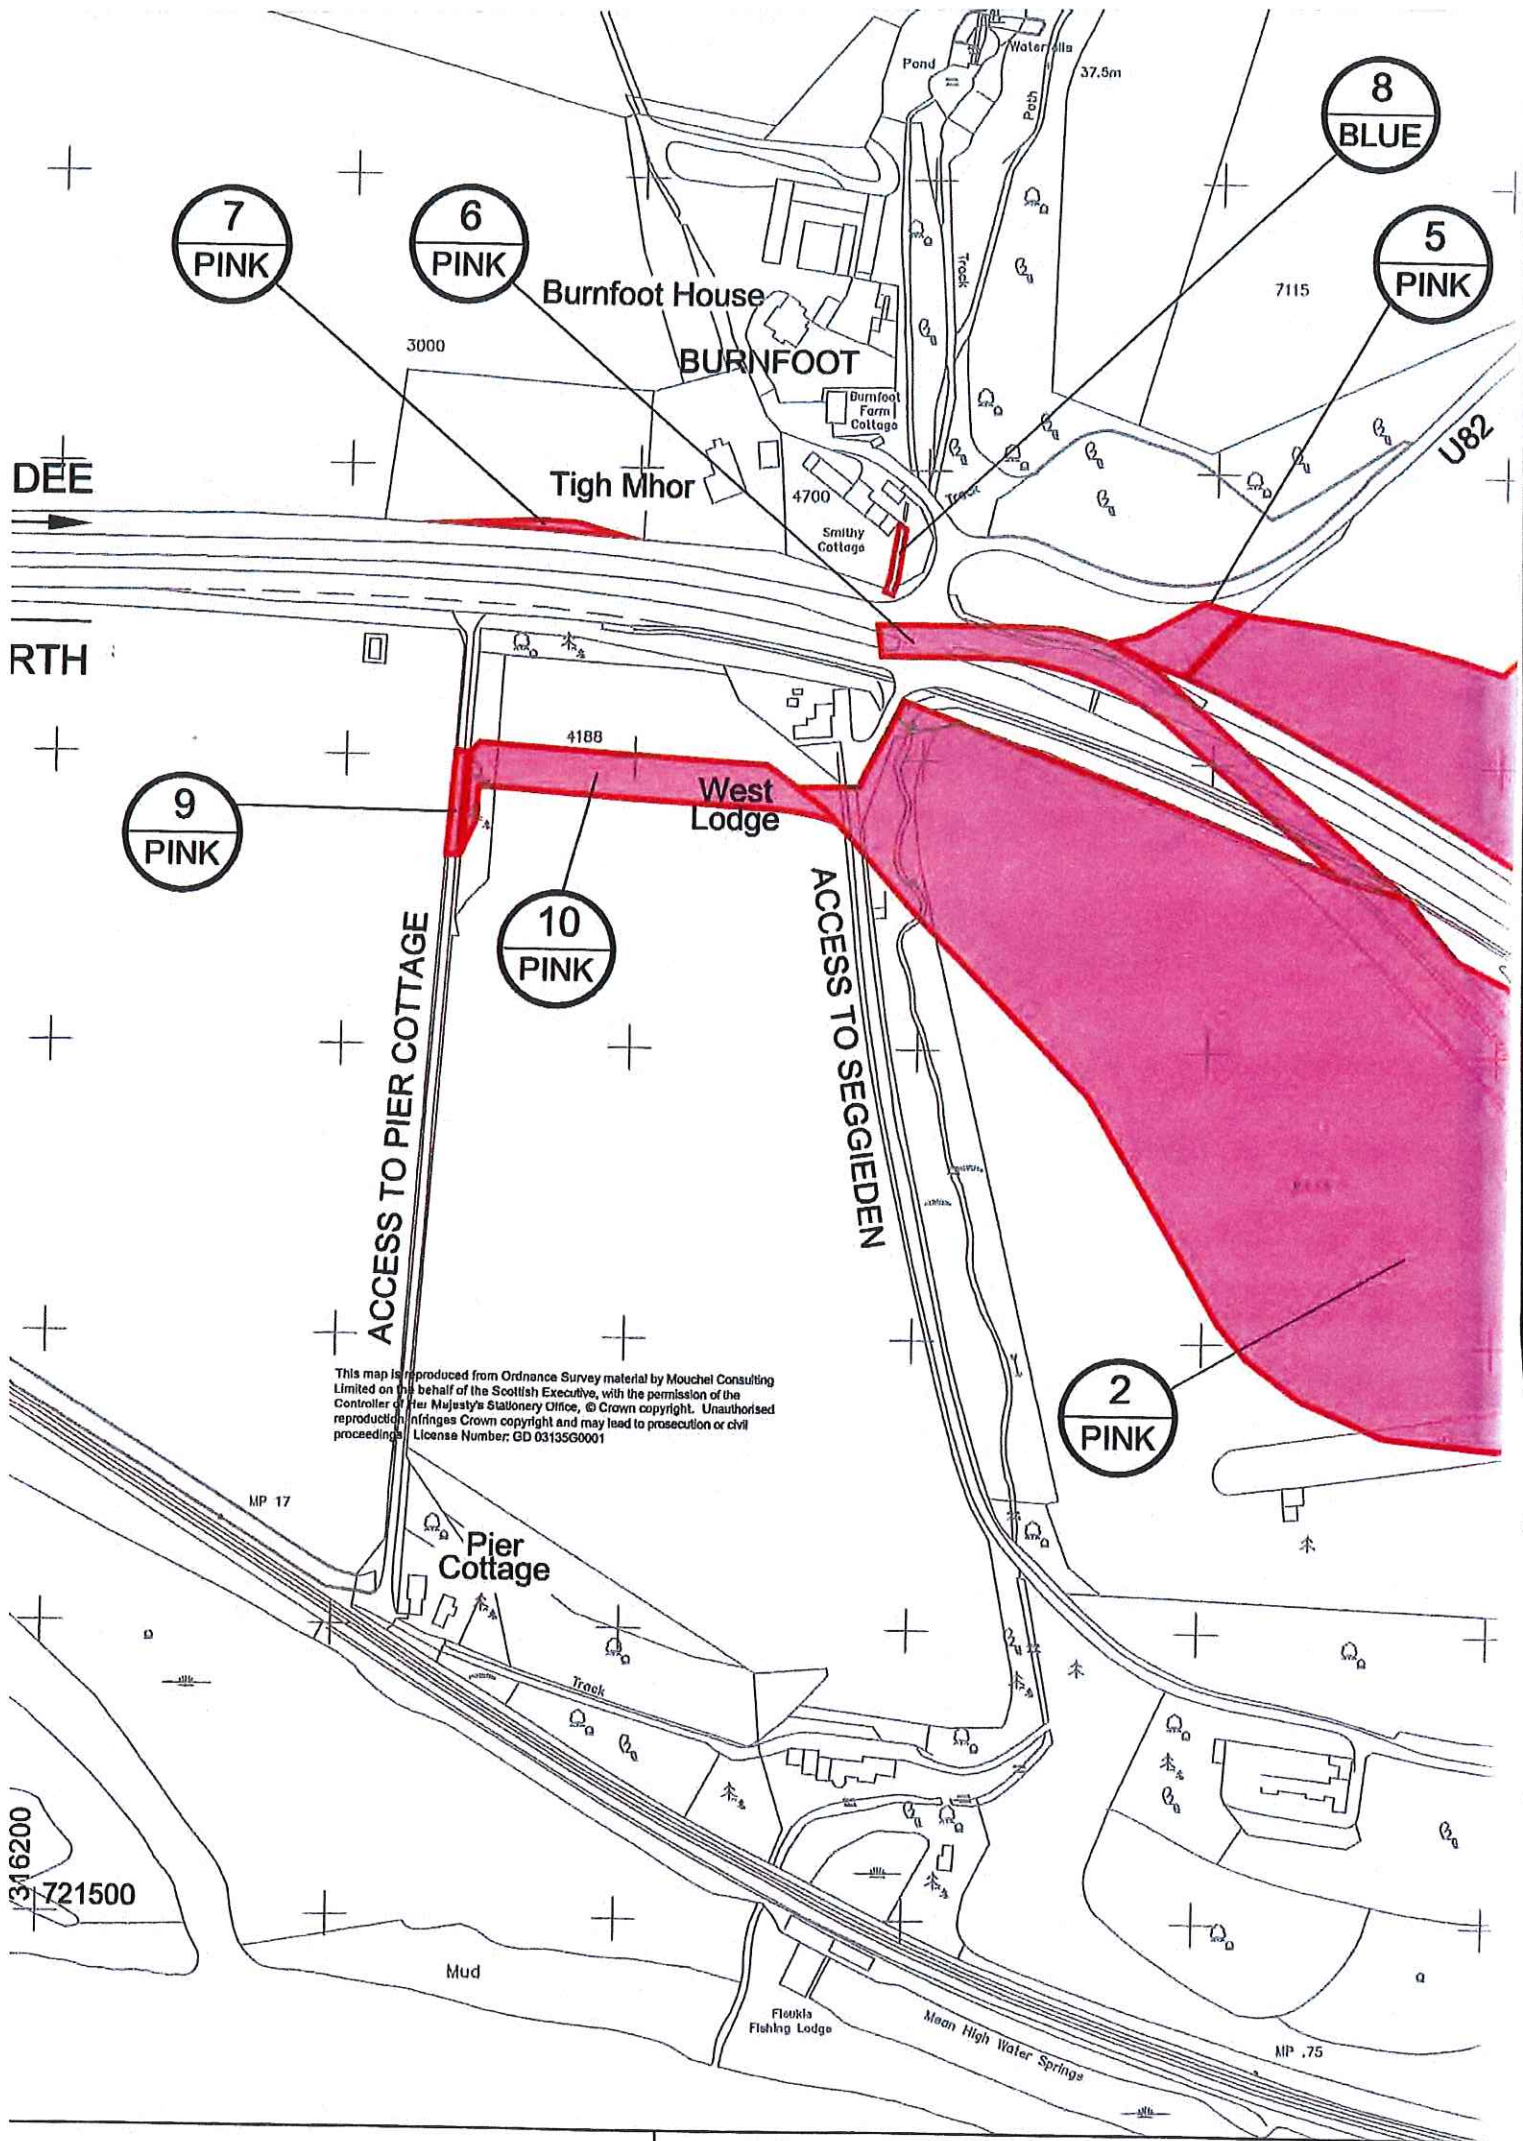 Pond
Waterfalls
37.5m
Path
8
BLUE
7
PINK
6
PINK
5
PINK
Track
Burnfoot House
7115
3000
BURNFOOT
Burnfoot
Farm
Cottage
U82
DEE
Tigh Mhor
4700
Track
Smithy
Cottage
RTH
4188
West
Lodge
9
PINK
10
PINK
ACCESS TO PIER COTTAGE
ACCESS TO SEGGIEDEN
This map is reproduced from Ordnance Survey material by Mouchel Consulting
Limited on the behalf of the Scottish Executive, with the permission of the
Controller of Her Majesty's Stationery Office, © Crown copyright. Unauthorised
reproduction infringes Crown copyright and may lead to prosecution or civil
proceedings. License Number: GD 03135G0001
2
PINK
MP 17
Pier
Cottage
Track
316200
721500
Mud
Fishing Lodge
Mean High Water Springs
MP .75